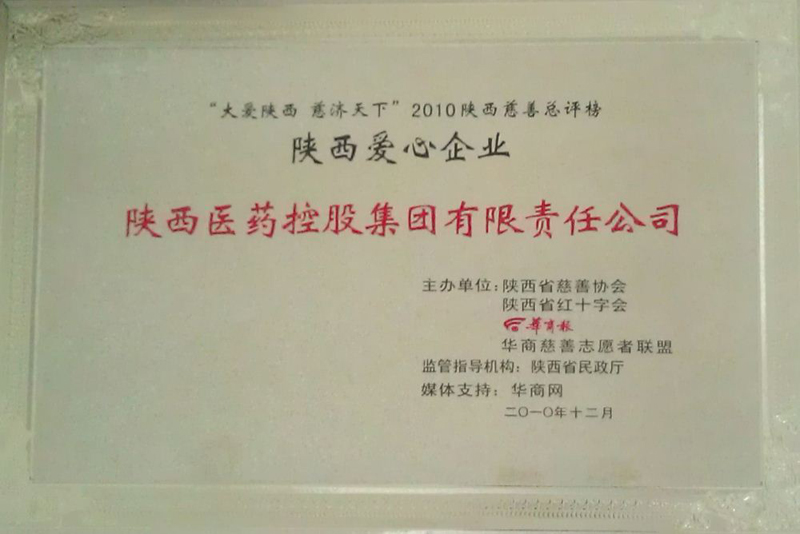 “大爱陕西 慈济天下”2010陕西慈善总评榜
陕西爱心企业
陕西医药控股集团有限责任公司
主办单位：陕西省慈善协会
陕西省红十字会
华商报
华商慈善志愿者联盟
监管指导机构：陕西省民政厅
媒体支持：华商网
二〇一〇年十二月